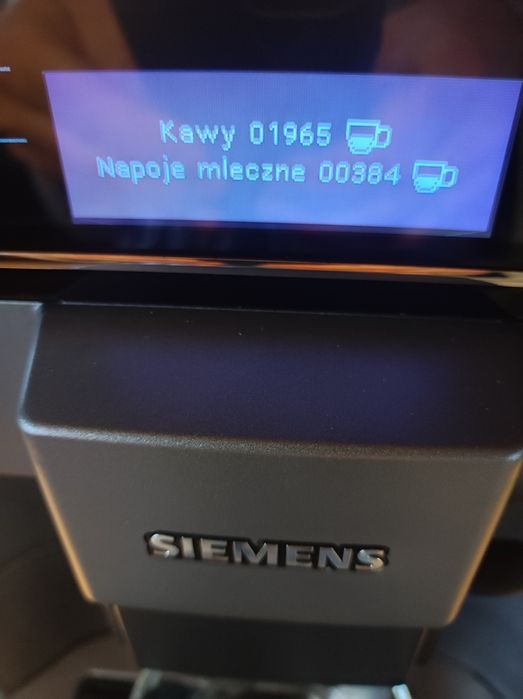 Kawy 01965
Napoje mleczne 00384
SIEMENS